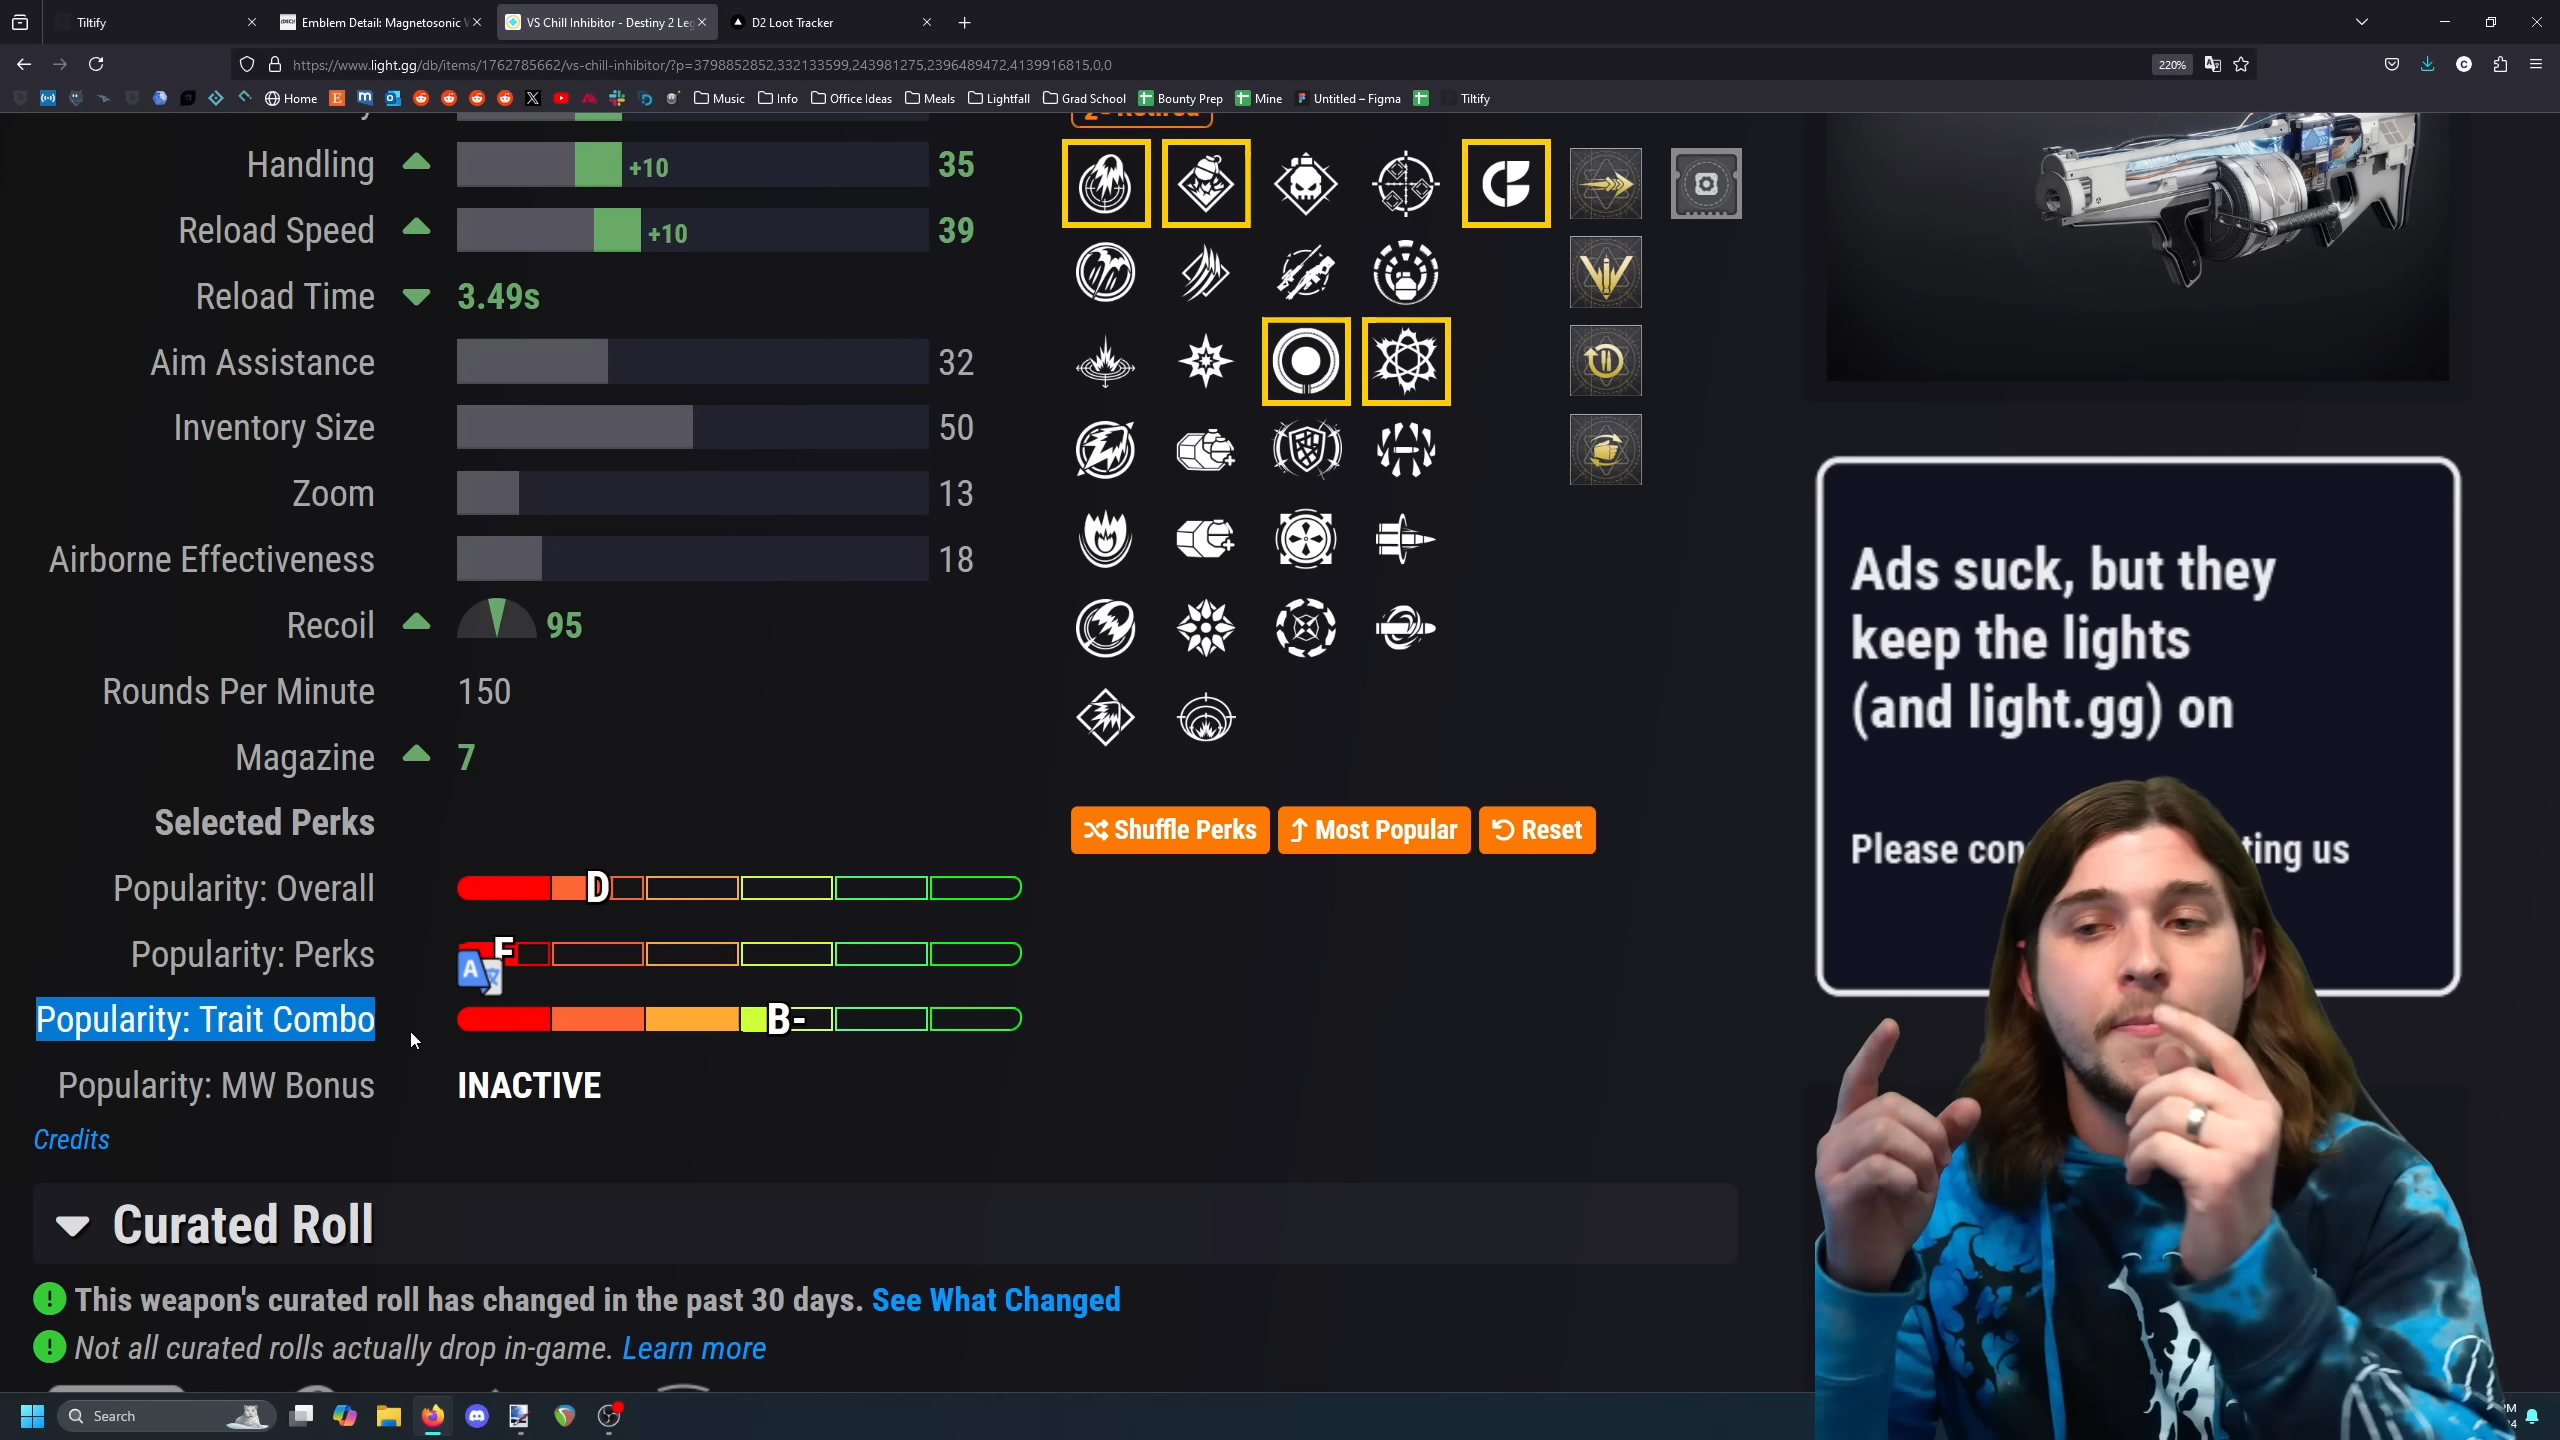 Tiltify
Emblem Detail: Magnetosonic
VS Chill Inhibitor - Destiny 2 Leg
D2 Loot Tracker
https://www.light.gg/db/items/1762785662/vs-chill-inhibitor/?p=3798852852,332133599,243981275,2396489472,4139916815,0,0
220%
Home
Music
Info
Office Ideas
Meals
Lightfall
Grad School
Bounty Prep
Mine
Untitled – Figma
Tiltify
Handling +10 35
Reload Speed +10 39
Reload Time 3.49s
Aim Assistance 32
Inventory Size 50
Zoom 13
Airborne Effectiveness 18
Recoil 95
Rounds Per Minute 150
Magazine 7
Selected Perks
Popularity: Overall D
Popularity: Perks F
Popularity: Trait Combo B-
Popularity: MW Bonus INACTIVE
Credits
Shuffle Perks
Most Popular
Reset
Ads suck, but they
keep the lights
(and light.gg) on
Please con ting us
Curated Roll
This weapon's curated roll has changed in the past 30 days. See What Changed
Not all curated rolls actually drop in-game. Learn more
Search